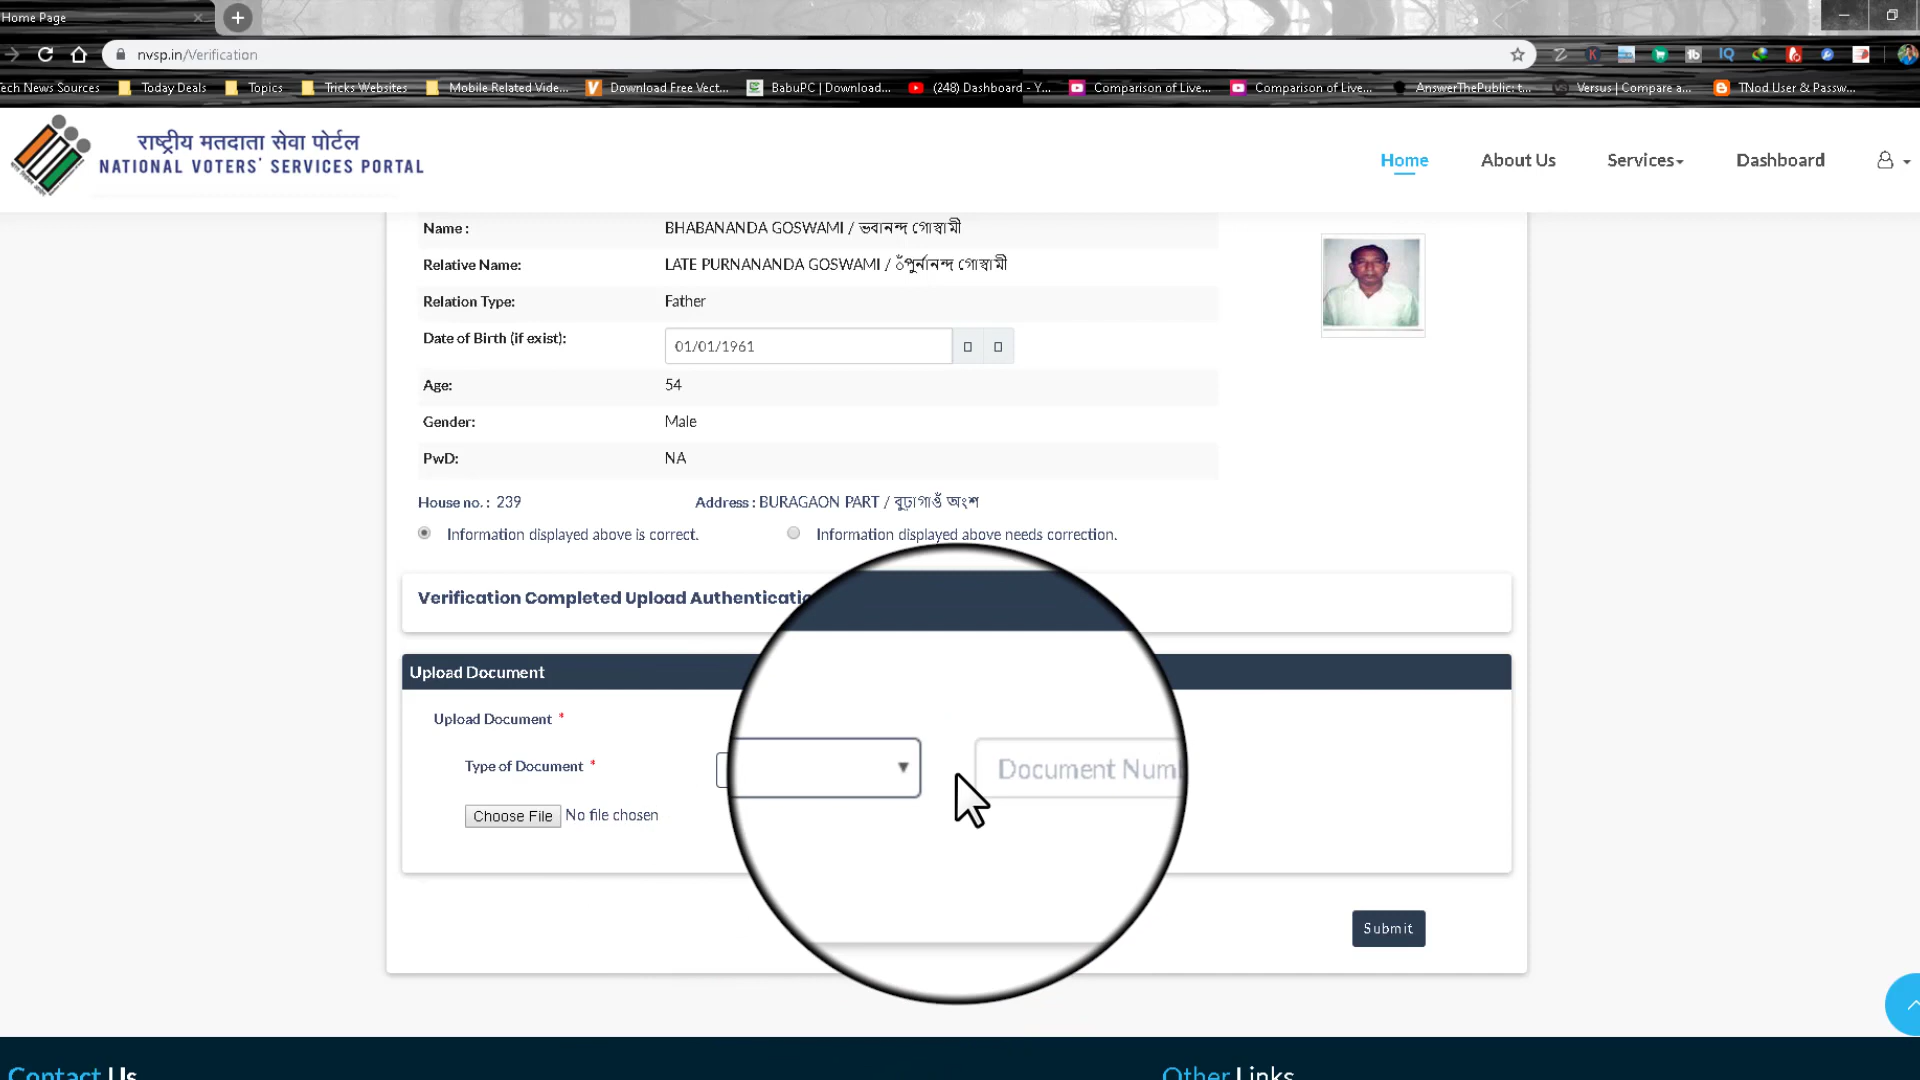 Home Page
nvsp.in/Verification
ech News Sources Today Deals Topics Tricks Websites Mobile Related Vide... Download Free Vect... BabuPC | Download... (248) Dashboard - Y... Comparison of Live... Comparison of Live... AnswerThePublic: t... Versus | Compare a... TNod User & Passw...
राष्ट्रीय मतदाता सेवा पोर्टल
NATIONAL VOTERS' SERVICES PORTAL
Home About Us Services Dashboard
Name : BHABANANDA GOSWAMI / ভবানন্দ গোস্বামী
Relative Name: LATE PURNANANDA GOSWAMI / ঁপুৰ্নানন্দ গোস্বামী
Relation Type: Father
Date of Birth (if exist): 01/01/1961
Age: 54
Gender: Male
PwD: NA
House no. : 239 Address : BURAGAON PART / বুঢ়াগাওঁ অংশ
Information displayed above is correct. Information displayed above needs correction.
Verification Completed Upload Authenticatio
Upload Document
Upload Document *
Type of Document * Document Num
Choose File No file chosen
Submit
Contact Us Other Links